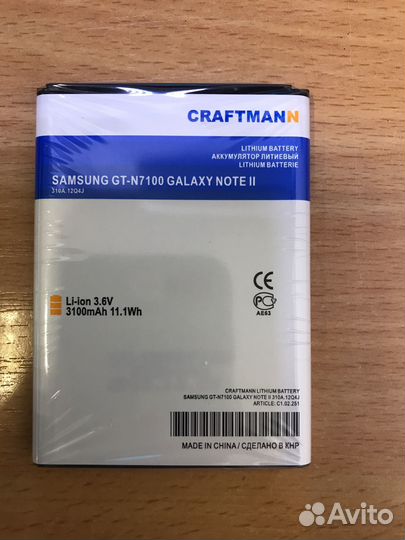 CRAFTMANN
LITHIUM BATTERY
АККУМУЛЯТОР ЛИТИЕВЫЙ
LITHIUM BATTERIE
SAMSUNG GT-N7100 GALAXY NOTE II
310A.12Q4J
CE
Li-ion 3.6V
3100mAh 11.1Wh
АЕ63
CRAFTMANN LITHIUM BATTERY
SAMSUNG GT-N7100 GALAXY NOTE II 310A.12Q4J
ARTICLE: C1.02.251
MADE IN CHINA / СДЕЛАНО В КНР
Avito